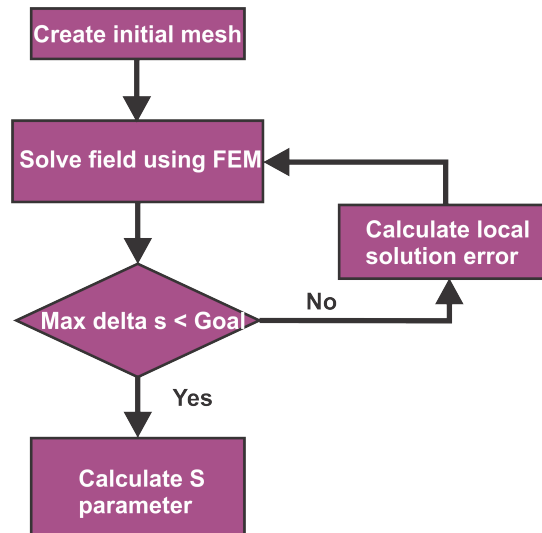 Create initial mesh
Solve field using FEM
Calculate local
solution error
Max delta s < Goal
No
Yes
Calculate S
parameter